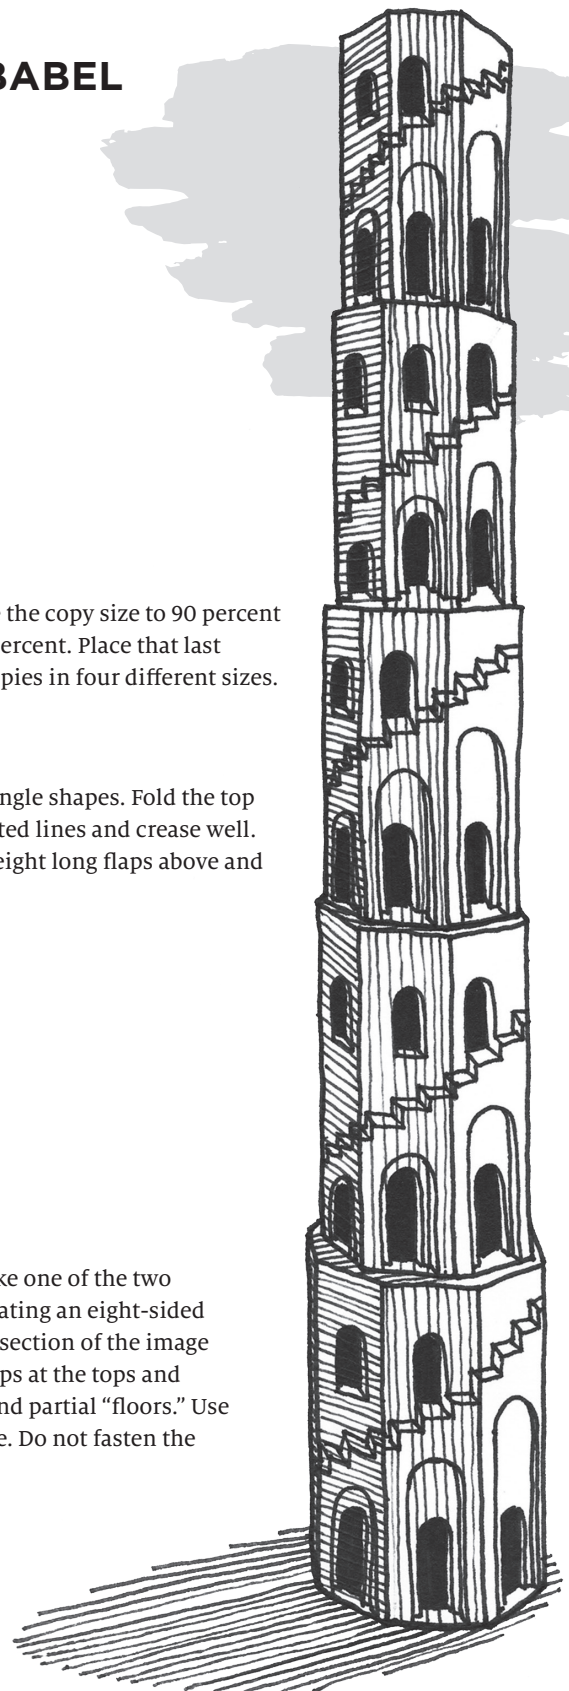 BABEL
the copy size to 90 percent
ercent. Place that last
pies in four different sizes.
ngle shapes. Fold the top
ted lines and crease well.
eight long flaps above and
ke one of the two
ating an eight-sided
section of the image
ps at the tops and
nd partial “floors.” Use
e. Do not fasten the